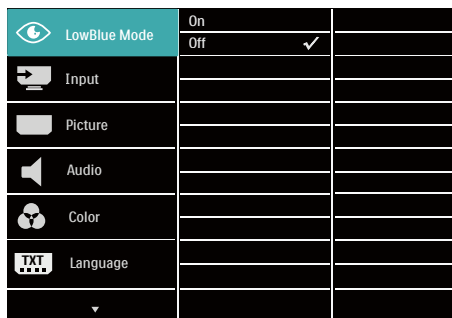 LowBlue Mode
On
Off
Input
Picture
Audio
Color
TXT
Language